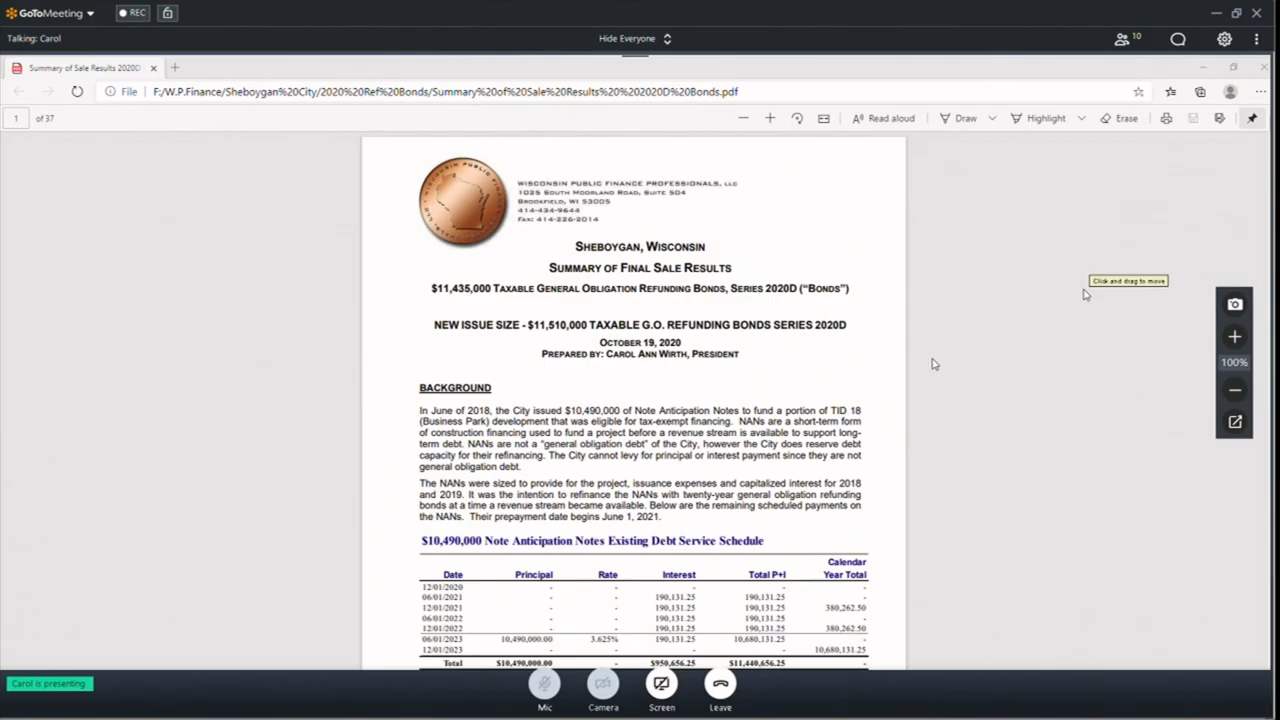 GoToMeeting
REC
Talking: Carol
Hide Everyone
10
Summary of Sale Results 2020D
File
F:/W.P.Finance/Sheboygan%20City/2020%20Ref%20Bonds/Summary%20of%20Sale%20Results%20%202020D%20Bonds.pdf
1 of 37
Read aloud
Draw
Highlight
Erase
WISCONSIN PUBLIC FINANCE PROFESSIONALS, LLC
1025 SOUTH MOORLAND ROAD, SUITE 504
BROOKFIELD, WI 53005
414-434-9644
FAX: 414-226-2014
SHEBOYGAN, WISCONSIN
SUMMARY OF FINAL SALE RESULTS
$11,435,000 TAXABLE GENERAL OBLIGATION REFUNDING BONDS, SERIES 2020D ("BONDS")
NEW ISSUE SIZE - $11,510,000 TAXABLE G.O. REFUNDING BONDS SERIES 2020D
OCTOBER 19, 2020
PREPARED BY: CAROL ANN WIRTH, PRESIDENT
Click and drag to move
100%
BACKGROUND
In June of 2018, the City issued $10,490,000 of Note Anticipation Notes to fund a portion of TID 18
(Business Park) development that was eligible for tax-exempt financing. NANs are a short-term form
of construction financing used to fund a project before a revenue stream is available to support long-
term debt. NANs are not a "general obligation debt" of the City, however the City does reserve debt
capacity for their refinancing. The City cannot levy for principal or interest payment since they are not
general obligation debt.
The NANs were sized to provide for the project, issuance expenses and capitalized interest for 2018
and 2019. It was the intention to refinance the NANs with twenty-year general obligation refunding
bonds at a time a revenue stream became available. Below are the remaining scheduled payments on
the NANs. Their prepayment date begins June 1, 2021.
$10,490,000 Note Anticipation Notes Existing Debt Service Schedule
Calendar
Date Principal Rate Interest Total P+I Year Total
12/01/2020 - - - - -
06/01/2021 - - 190,131.25 190,131.25 -
12/01/2021 - - 190,131.25 190,131.25 380,262.50
06/01/2022 - - 190,131.25 190,131.25 -
12/01/2022 - - 190,131.25 190,131.25 380,262.50
06/01/2023 10,490,000.00 3.625% 190,131.25 10,680,131.25 -
12/01/2023 - - - - 10,680,131.25
Total $10,490,000.00 - $950,656.25 $11,440,656.25 -
Carol is presenting
Mic
Camera
Screen
Leave